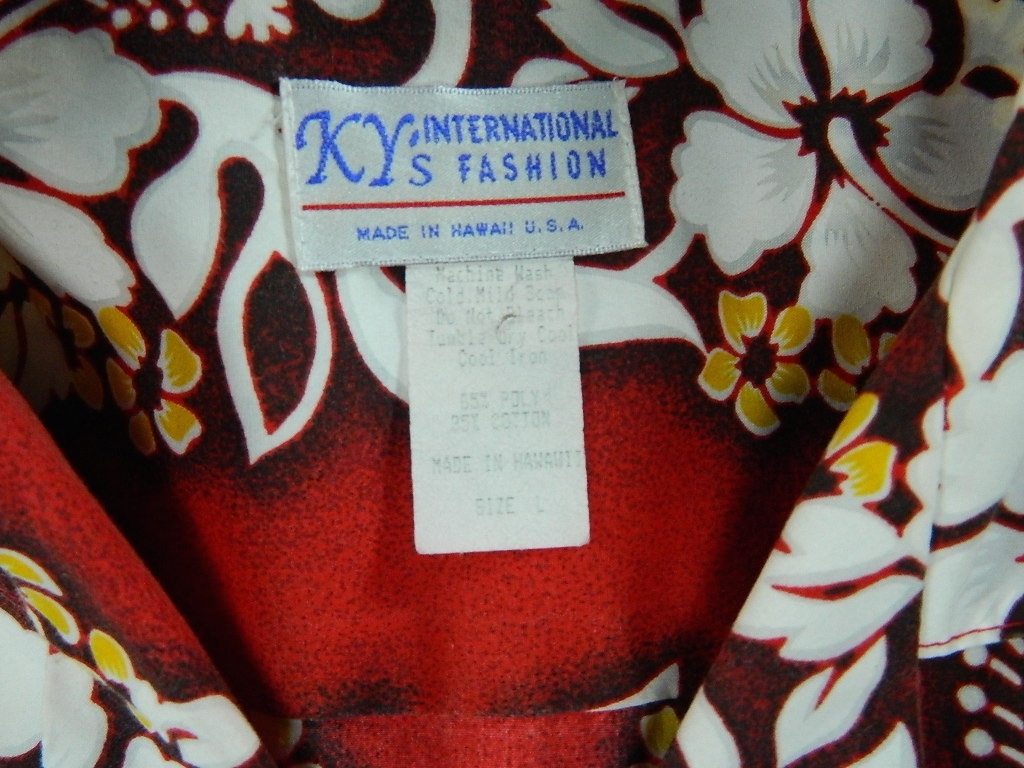 KY'S INTERNATIONAL
FASHION
MADE IN HAWAII U.S.A.
Machine Wash
Cold Mild Soap
Do Not Bleach
Tumble Dry Cool
Cool Iron
65% POLY
35% COTTON
MADE IN HAWAUII
SIZE L